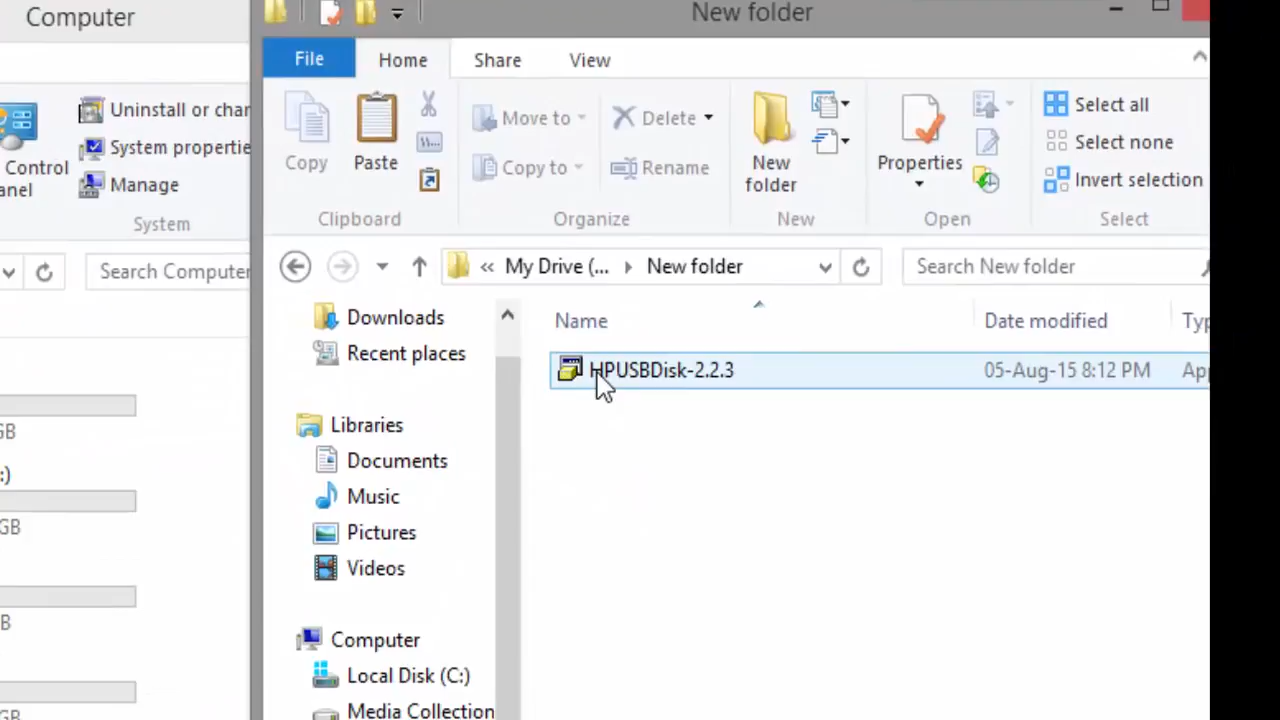 Computer
New folder
File
Home
Share
View
Uninstall or char
System propertie
Manage
Control
anel
System
Copy
Paste
Move to
Copy to
Delete
Rename
New
folder
Properties
Select all
Select none
Invert selection
Clipboard
Organize
New
Open
Select
Search Computer
« My Drive (...
New folder
Search New folder
Downloads
Recent places
Libraries
Documents
Music
Pictures
Videos
Computer
Local Disk (C:)
Media Collection
Name
Date modified
Typ
HPUSBDisk-2.2.3
05-Aug-15 8:12 PM
App
GB
:)
GB
B
GB